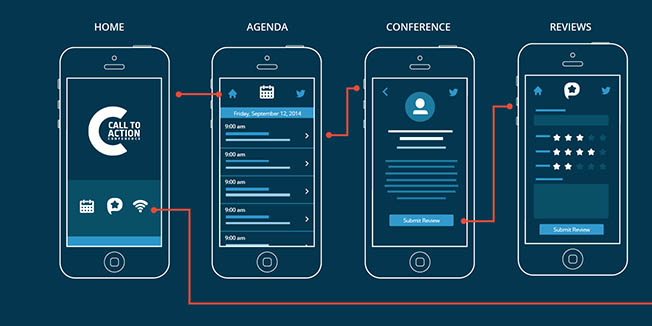 HOME
AGENDA
CONFERENCE
REVIEWS
CALL TO
ACTION
CONFERENCE
Friday, September 12, 2014
9:00 am
9:00 am
9:00 am
9:00 am
9:00 am
Submit Review
Submit Review